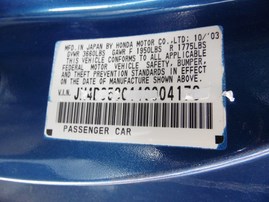 MFD. IN JAPAN BY HONDA MOTOR CO., LTD: 10/'03
GVWR 3660LBS GAWR F 1950LBS R 1775LBS
THIS VEHICLE CONFORMS TO ALL APPLICABLE
FEDERAL MOTOR VEHICLE SAFETY, BUMPER,
AND THEFT PREVENTION STANDARDS IN EFFECT
ON THE DATE OF MANUFACTURE SHOWN ABOVE.
V.I.N.
PASSENGER CAR